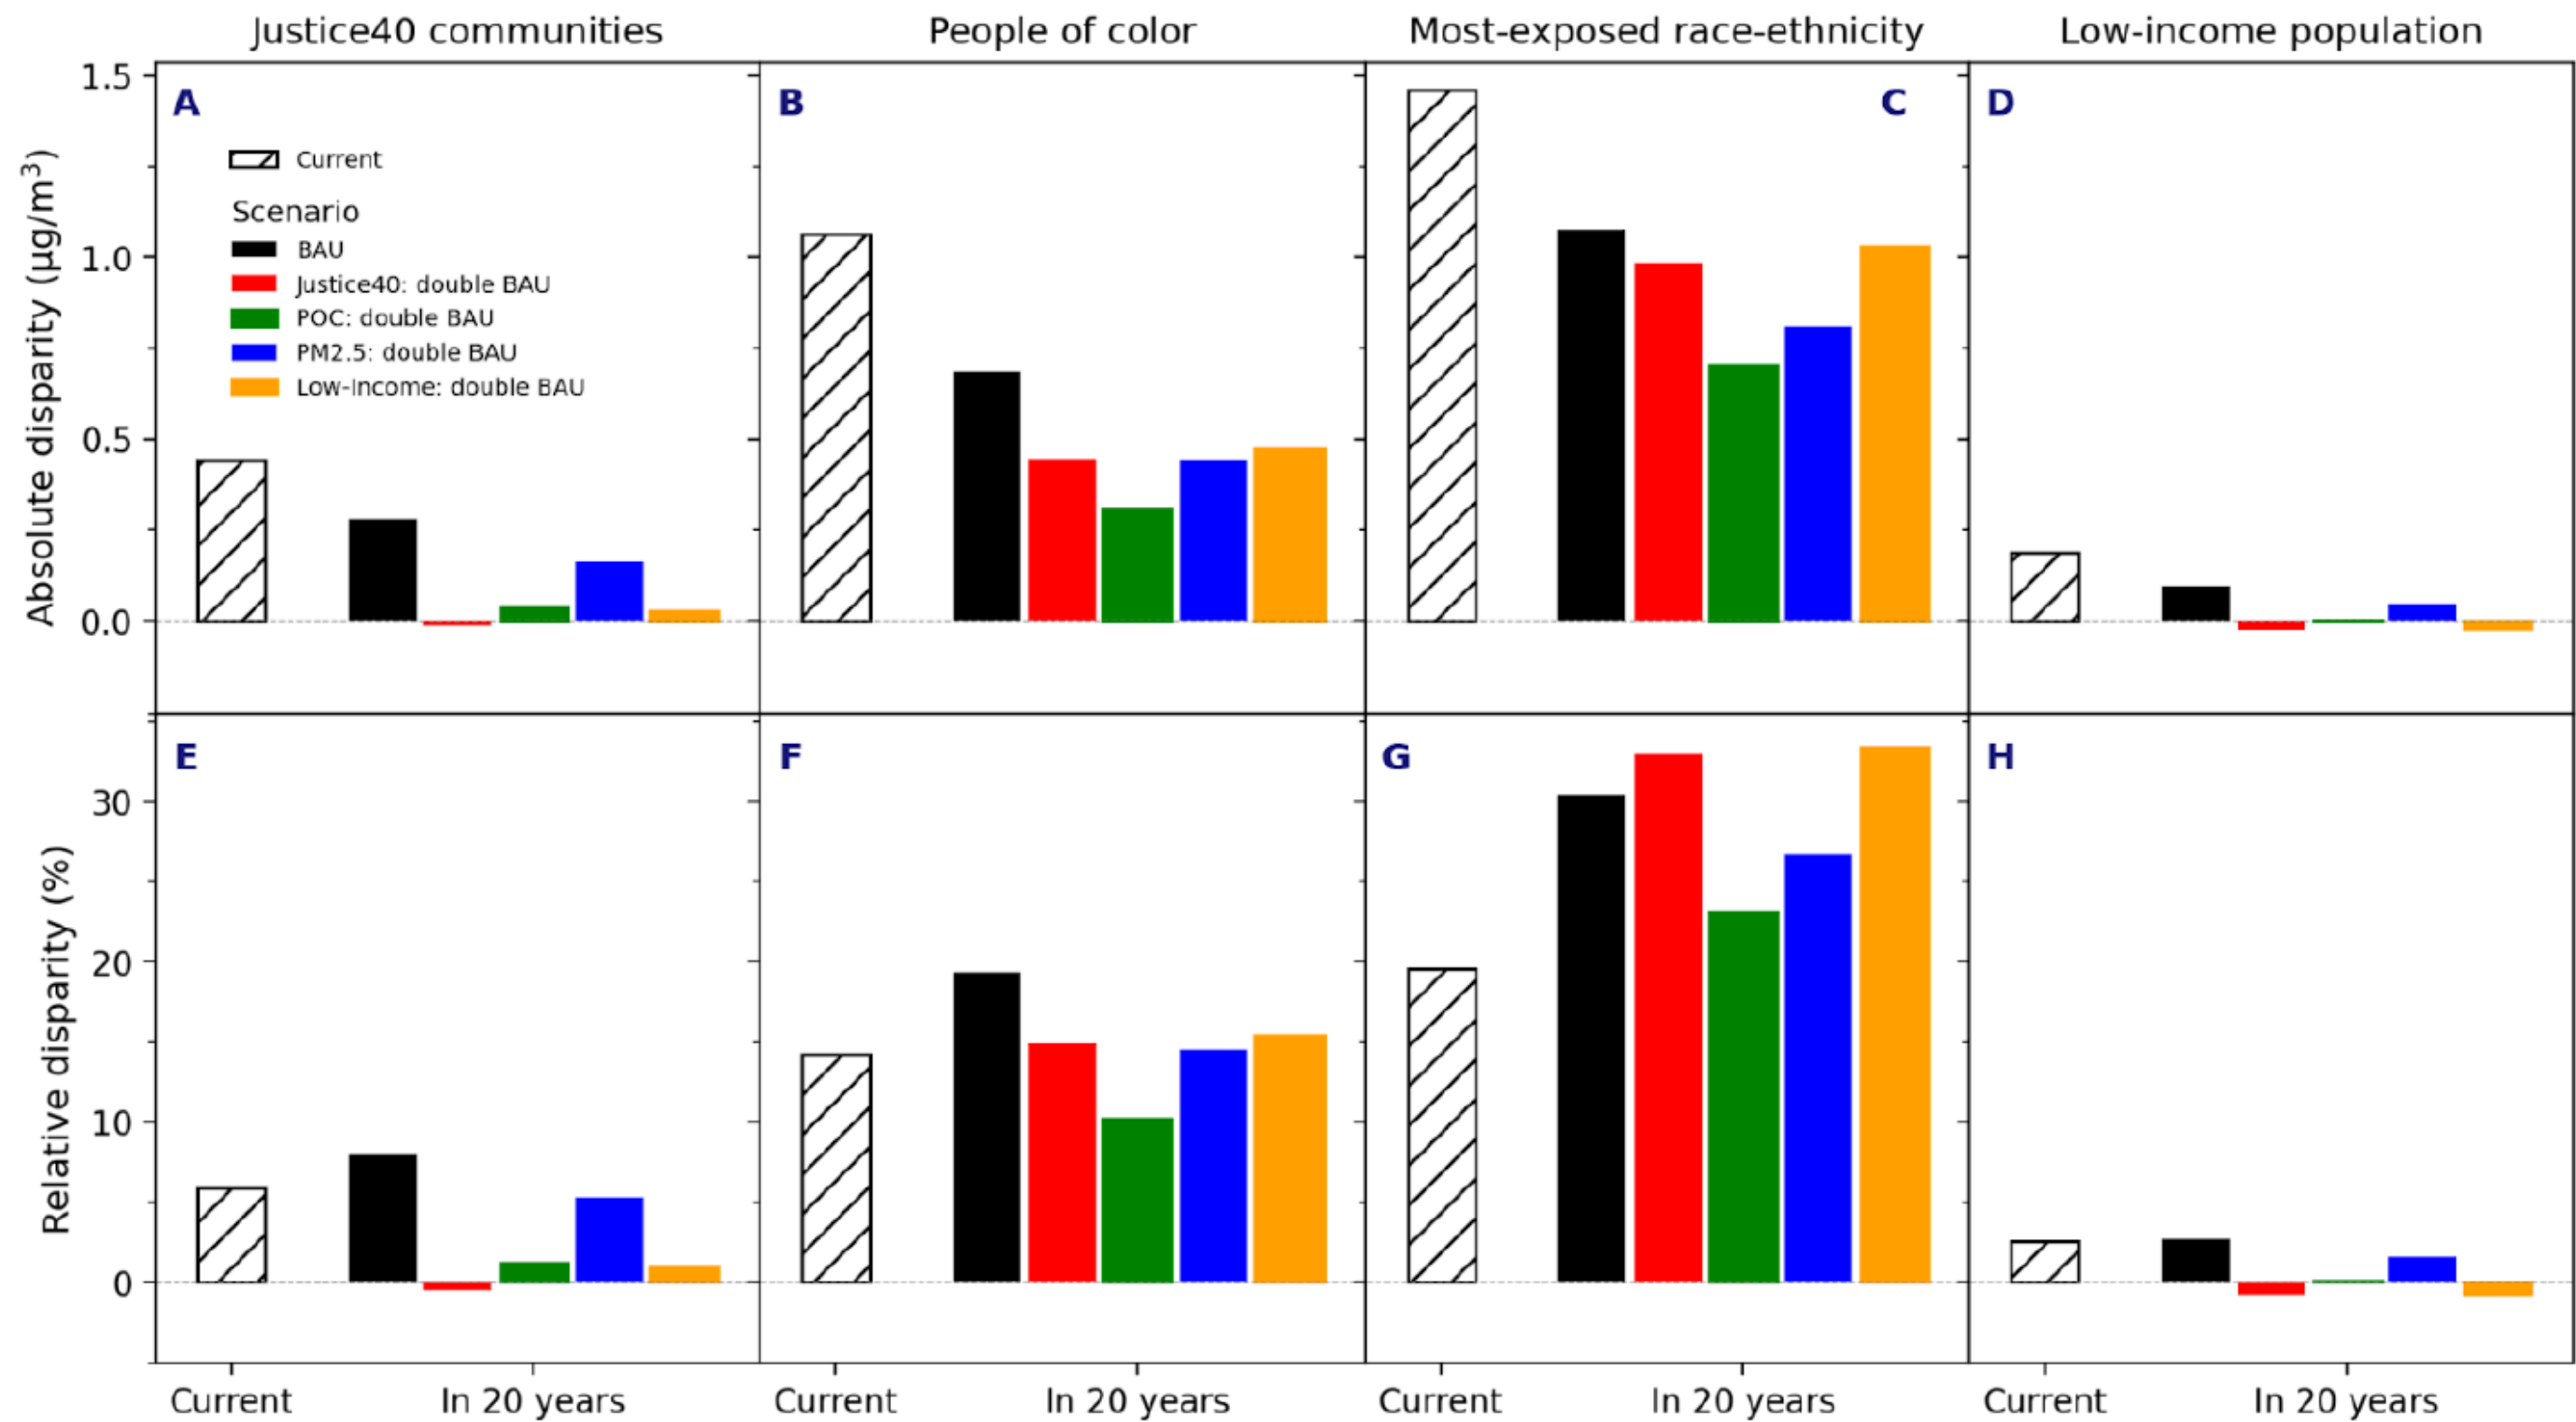 Justice40 communities
People of color
Most-exposed race-ethnicity
Low-income population
Absolute disparity (µg/m³)
1.5
1.0
0.5
0.0
A
Current
Scenario
BAU
Justice40: double BAU
POC: double BAU
PM2.5: double BAU
Low-Income: double BAU
B
C
D
Relative disparity (%)
30
20
10
0
E
F
G
H
Current
In 20 years
Current
In 20 years
Current
In 20 years
Current
In 20 years